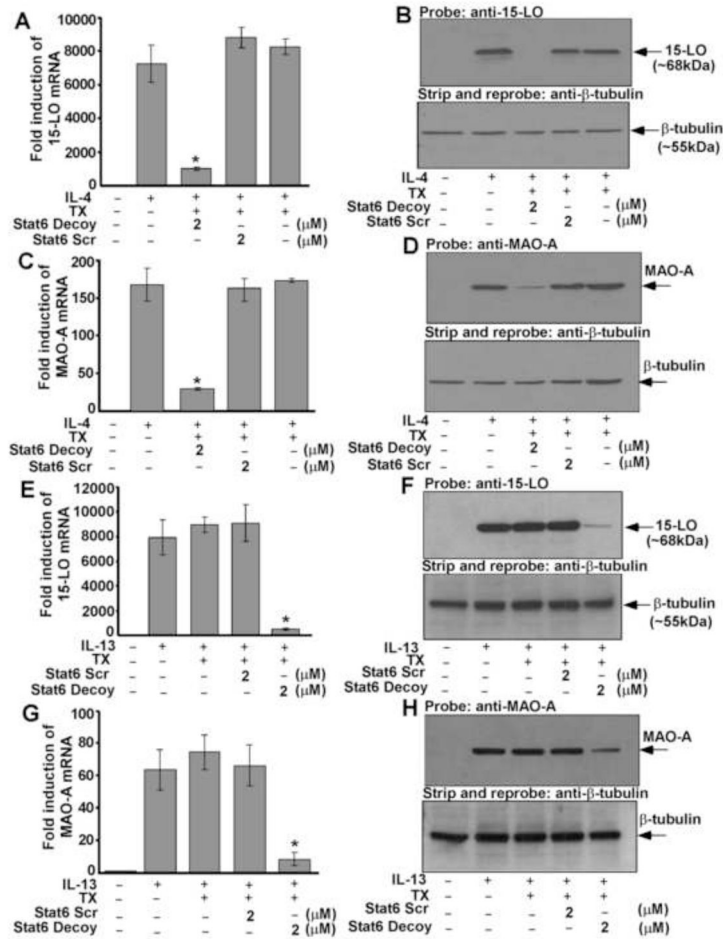 A
Fold induction of
15-LO mRNA
10000
8000
6000
4000
2000
0
*
IL-4 – + + + +
TX – – + + +
Stat6 Decoy – – 2 – – (μM)
Stat6 Scr – – – 2 – (μM)
B
Probe: anti-15-LO
15-LO
(~68kDa)
Strip and reprobe: anti-β-tubulin
β-tubulin
(~55kDa)
IL-4 – + + + +
TX – – + + +
Stat6 Decoy – – 2 – – (μM)
Stat6 Scr – – – 2 – (μM)
C
Fold induction of
MAO-A mRNA
200
150
100
50
0
*
IL-4 – + + + +
TX – – + + +
Stat6 Decoy – – 2 – – (μM)
Stat6 Scr – – – 2 – (μM)
D
Probe: anti-MAO-A
MAO-A
Strip and reprobe: anti-β-tubulin
β-tubulin
IL-4 – + + + +
TX – – + + +
Stat6 Decoy – – 2 – – (μM)
Stat6 Scr – – – 2 – (μM)
E
Fold induction of
15-LO mRNA
12000
10000
8000
6000
4000
2000
0
*
IL-13 – + + + +
TX – – + + +
Stat6 Scr – – – 2 – (μM)
Stat6 Decoy – – – – 2 (μM)
F
Probe: anti-15-LO
15-LO
(~68kDa)
Strip and reprobe: anti-β-tubulin
β-tubulin
(~55kDa)
IL-13 – + + + +
TX – – + + +
Stat6 Scr – – – 2 – (μM)
Stat6 Decoy – – – – 2 (μM)
G
Fold induction of
MAO-A mRNA
100
80
60
40
20
0
*
IL-13 – + + + +
TX – – + + +
Stat6 Scr – – – 2 – (μM)
Stat6 Decoy – – – – 2 (μM)
H
Probe: anti-MAO-A
MAO-A
Strip and reprobe: anti-β-tubulin
β-tubulin
IL-13 – + + + +
TX – – + + +
Stat6 Scr – – – 2 – (μM)
Stat6 Decoy – – – – 2 (μM)